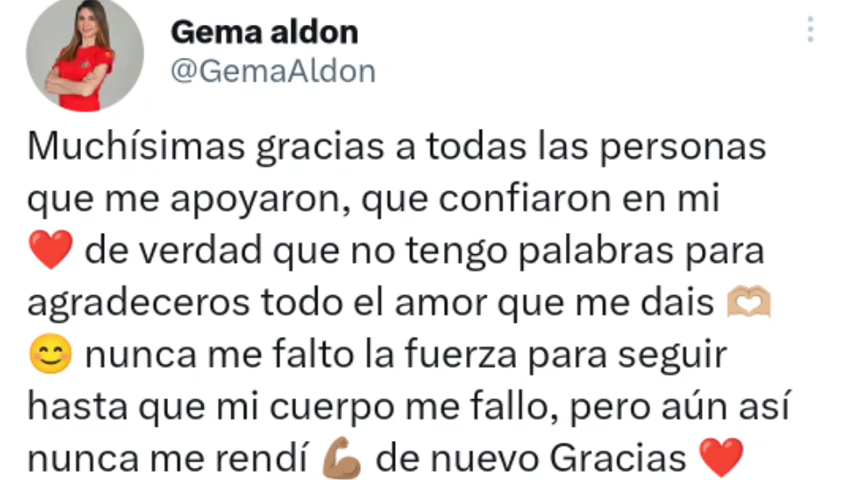 Gema aldon
@GemaAldon
Muchísimas gracias a todas las personas
que me apoyaron, que confiaron en mi
❤️ de verdad que no tengo palabras para
agradeceros todo el amor que me dais 🫶🏼
😊 nunca me falto la fuerza para seguir
hasta que mi cuerpo me fallo, pero aún así
nunca me rendí 💪🏽 de nuevo Gracias ❤️